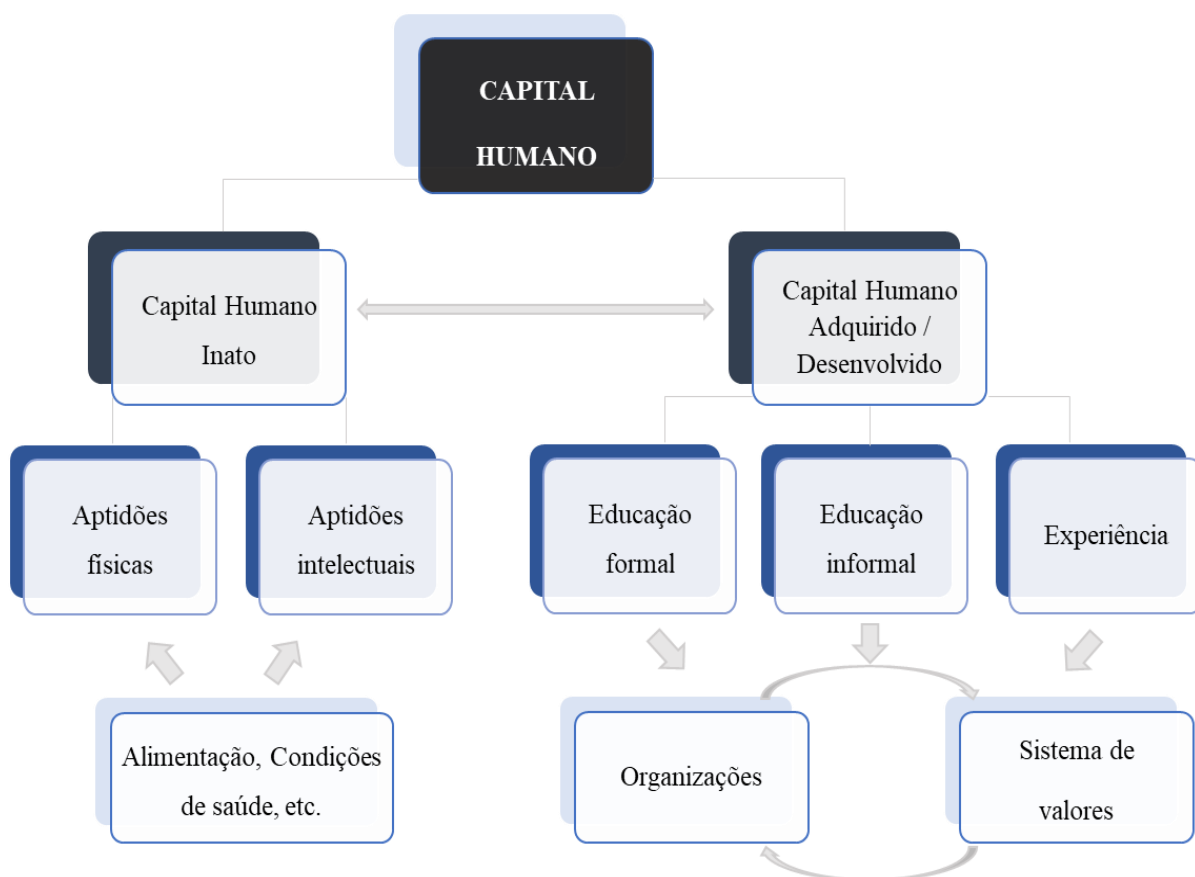 CAPITAL
HUMANO
Capital Humano
Inato
Capital Humano
Adquirido /
Desenvolvido
Aptidões
físicas
Aptidões
intelectuais
Educação
formal
Educação
informal
Experiência
Alimentação, Condições
de saúde, etc.
Organizações
Sistema de
valores